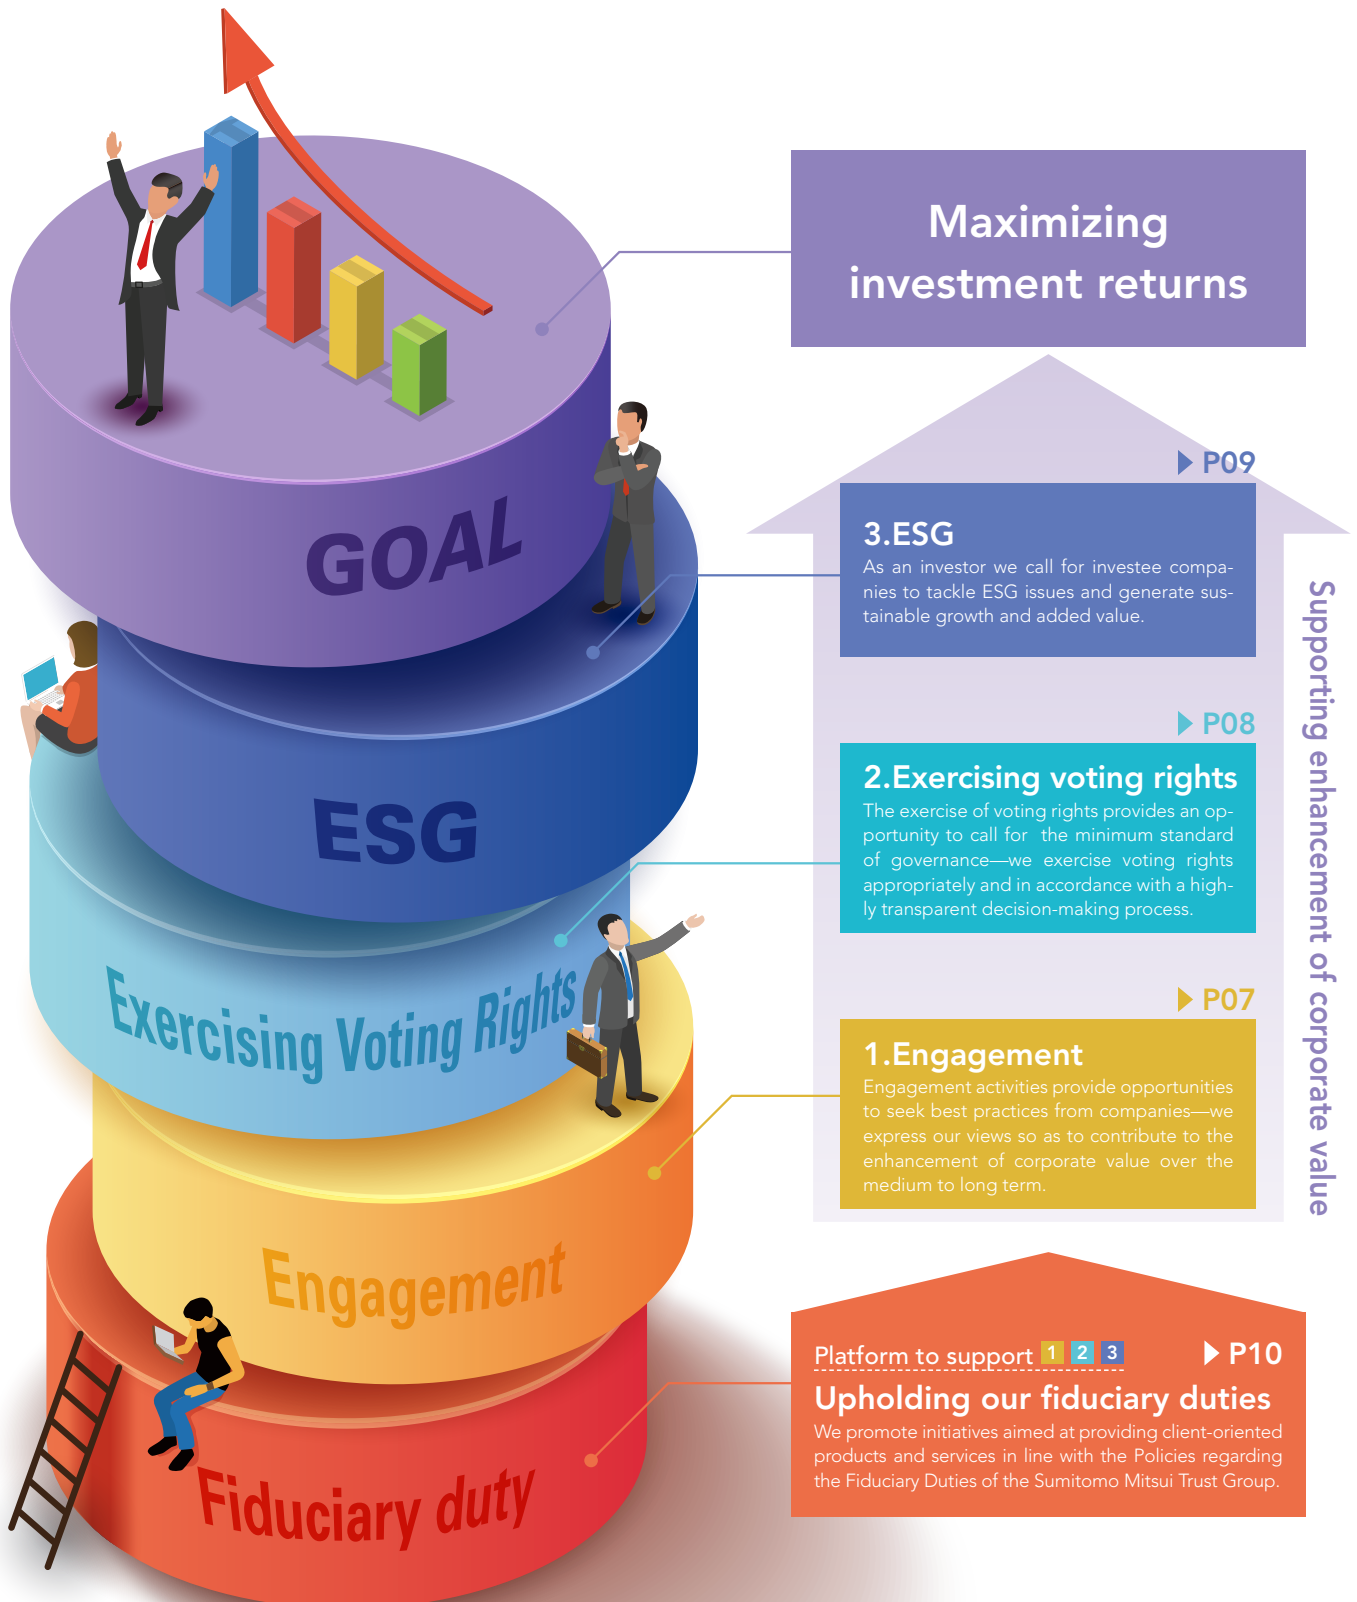 Maximizing
investment returns
GOAL
P09
3.ESG
As an investor we call for investee compa-
nies to tackle ESG issues and generate sus-
tainable growth and added value.
ESG
P08
2.Exercising voting rights
The exercise of voting rights provides an op-
portunity to call for the minimum standard
of governance—we exercise voting rights
appropriately and in accordance with a high-
ly transparent decision-making process.
Exercising Voting Rights
P07
1.Engagement
Engagement activities provide opportunities
to seek best practices from companies—we
express our views so as to contribute to the
enhancement of corporate value over the
medium to long term.
Engagement
Supporting enhancement of corporate value
Platform to support 1 2 3
P10
Upholding our fiduciary duties
We promote initiatives aimed at providing client-oriented
products and services in line with the Policies regarding
the Fiduciary Duties of the Sumitomo Mitsui Trust Group.
Fiduciary duty